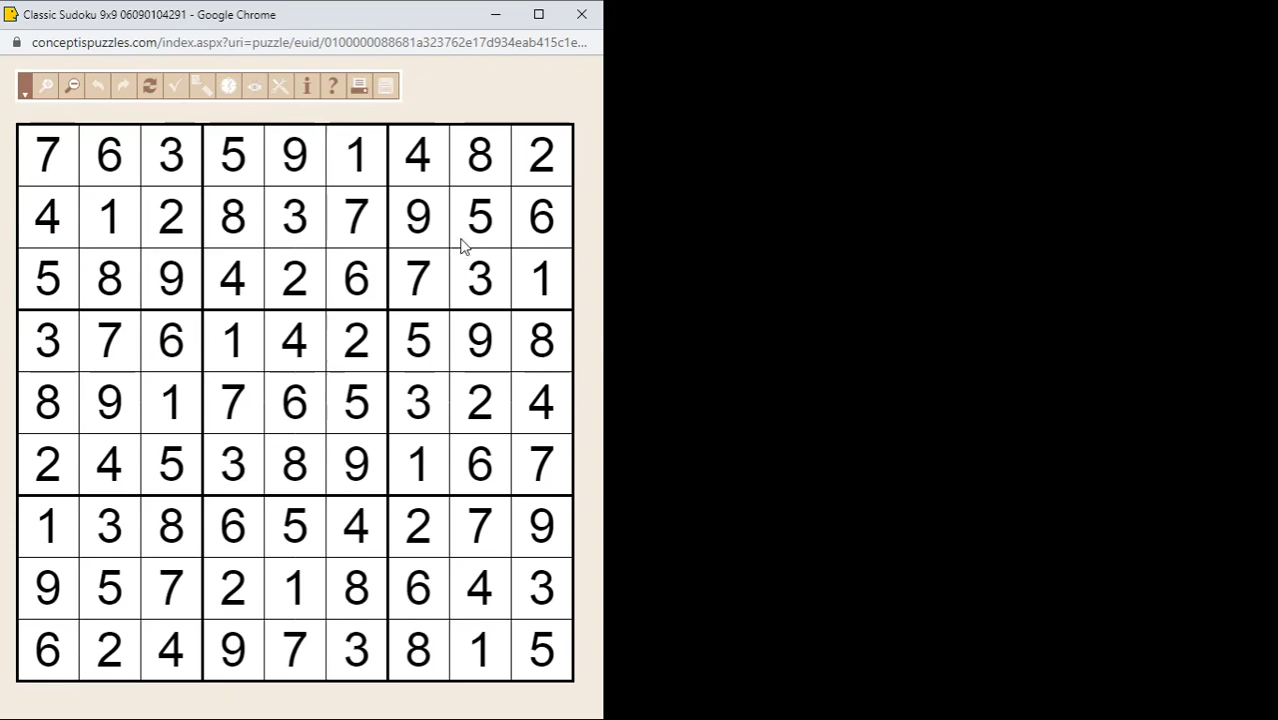 Classic Sudoku 9x9 06090104291 - Google Chrome
conceptispuzzles.com/index.aspx?uri=puzzle/euid/0100000088681a323762e17d934eab415c1e...
7 6 3 5 9 1 4 8 2
4 1 2 8 3 7 9 5 6
5 8 9 4 2 6 7 3 1
3 7 6 1 4 2 5 9 8
8 9 1 7 6 5 3 2 4
2 4 5 3 8 9 1 6 7
1 3 8 6 5 4 2 7 9
9 5 7 2 1 8 6 4 3
6 2 4 9 7 3 8 1 5